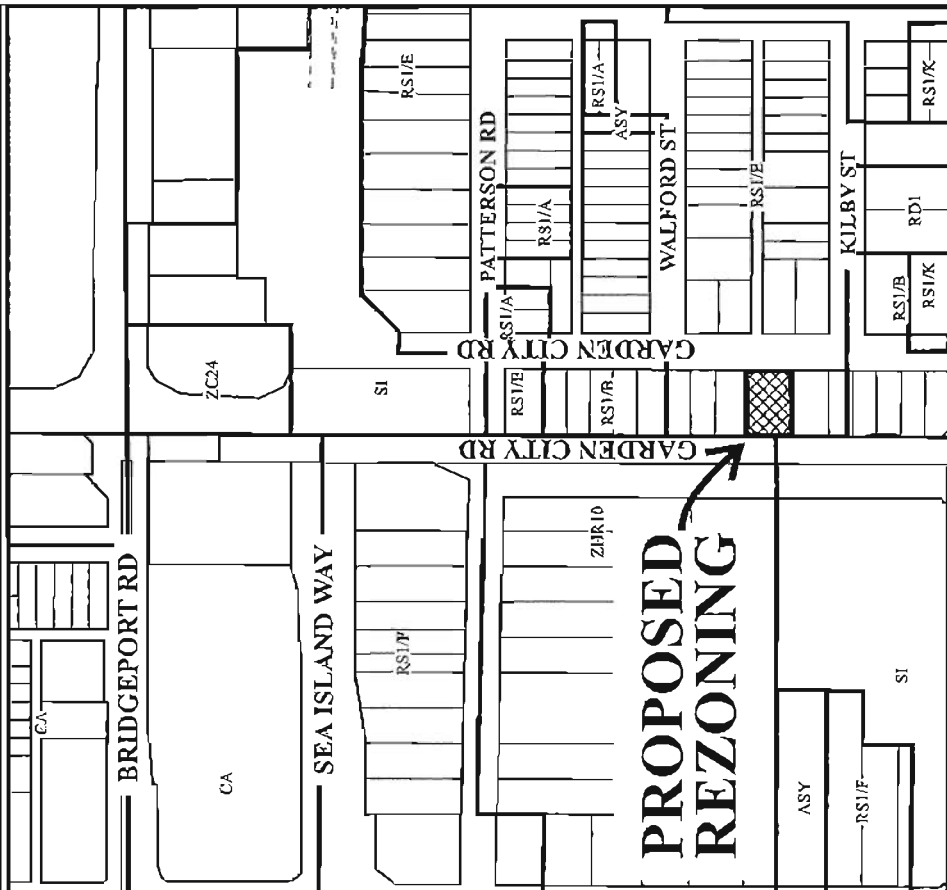 RS1/E
RS1/A
ASY
RS1/K
PATTERSON RD
WALFORD ST
RS1/E
KILBY ST
RD1
RS1/A
RS1/A
RS1/B
RS1/K
GARDEN CITY RD
ZC24
SI
RS1/B
GARDEN CITY RD
BRIDGEPORT RD
SEA ISLAND WAY
ZHR10
PROPOSED
REZONING
RS1/F
CA
CA
SI
ASY
RS1/F